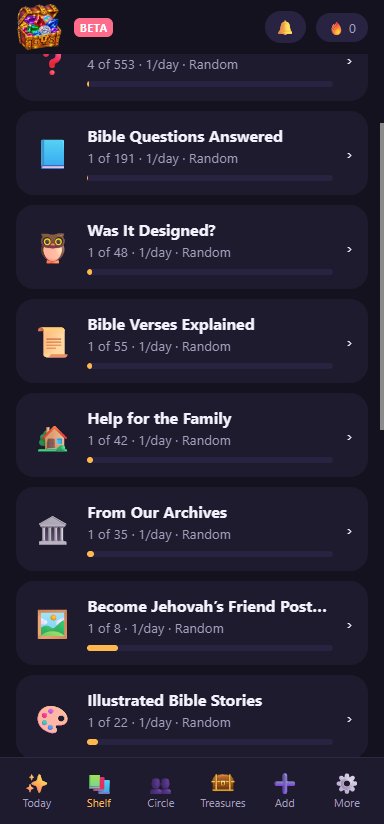 BETA
0
4 of 553 · 1/day · Random
Bible Questions Answered
1 of 191 · 1/day · Random
Was It Designed?
1 of 48 · 1/day · Random
Bible Verses Explained
1 of 55 · 1/day · Random
Help for the Family
1 of 42 · 1/day · Random
From Our Archives
1 of 35 · 1/day · Random
Become Jehovah’s Friend Post...
1 of 8 · 1/day · Random
Illustrated Bible Stories
1 of 22 · 1/day · Random
Today
Shelf
Circle
Treasures
Add
More